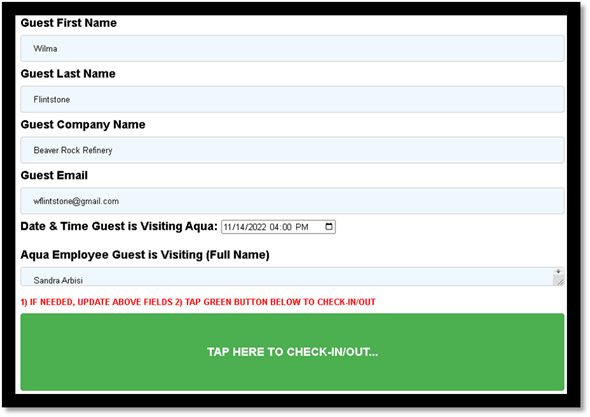 Guest First Name
Wilma
Guest Last Name
Flintstone
Guest Company Name
Beaver Rock Refinery
Guest Email
wflintstone@gmail.com
Date & Time Guest is Visiting Aqua: 11/14/2022 04:00 PM
Aqua Employee Guest is Visiting (Full Name)
Sandra Arbisi
1) IF NEEDED, UPDATE ABOVE FIELDS 2) TAP GREEN BUTTON BELOW TO CHECK-IN/OUT
TAP HERE TO CHECK-IN/OUT...